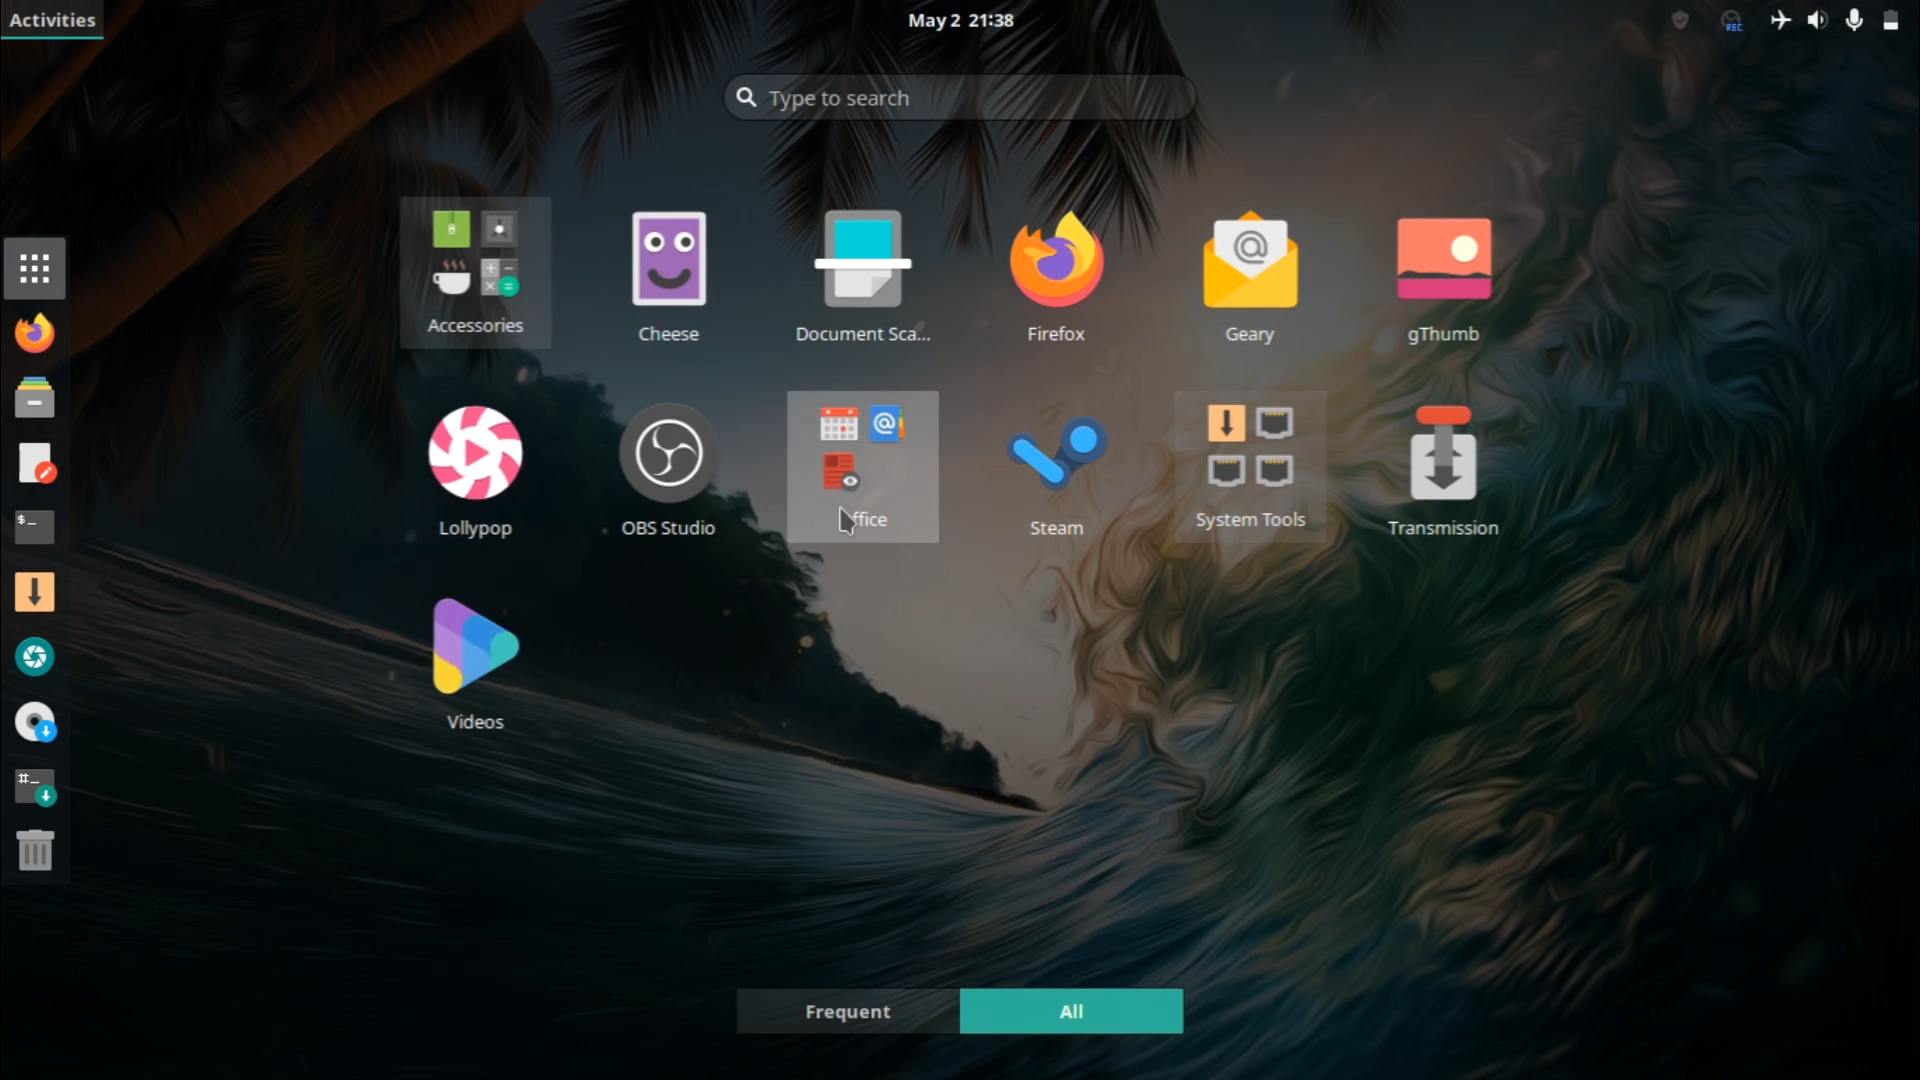 Activities
May 2 21:38
REC
Type to search
Accessories
Cheese
Document Sca...
Firefox
Geary
gThumb
Lollypop
OBS Studio
ffice
Steam
System Tools
Transmission
Videos
Frequent
All